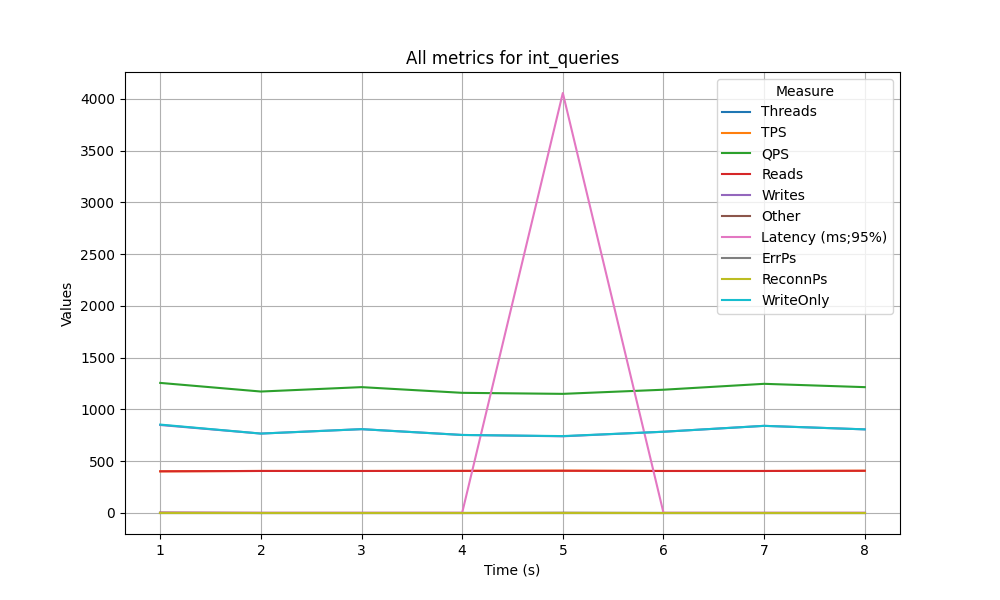 All metrics for int_queries
Values
4000
3500
3000
2500
2000
1500
1000
500
0
Measure
Threads
TPS
QPS
Reads
Writes
Other
Latency (ms;95%)
ErrPs
ReconnPs
WriteOnly
1 2 3 4 5 6 7 8
Time (s)